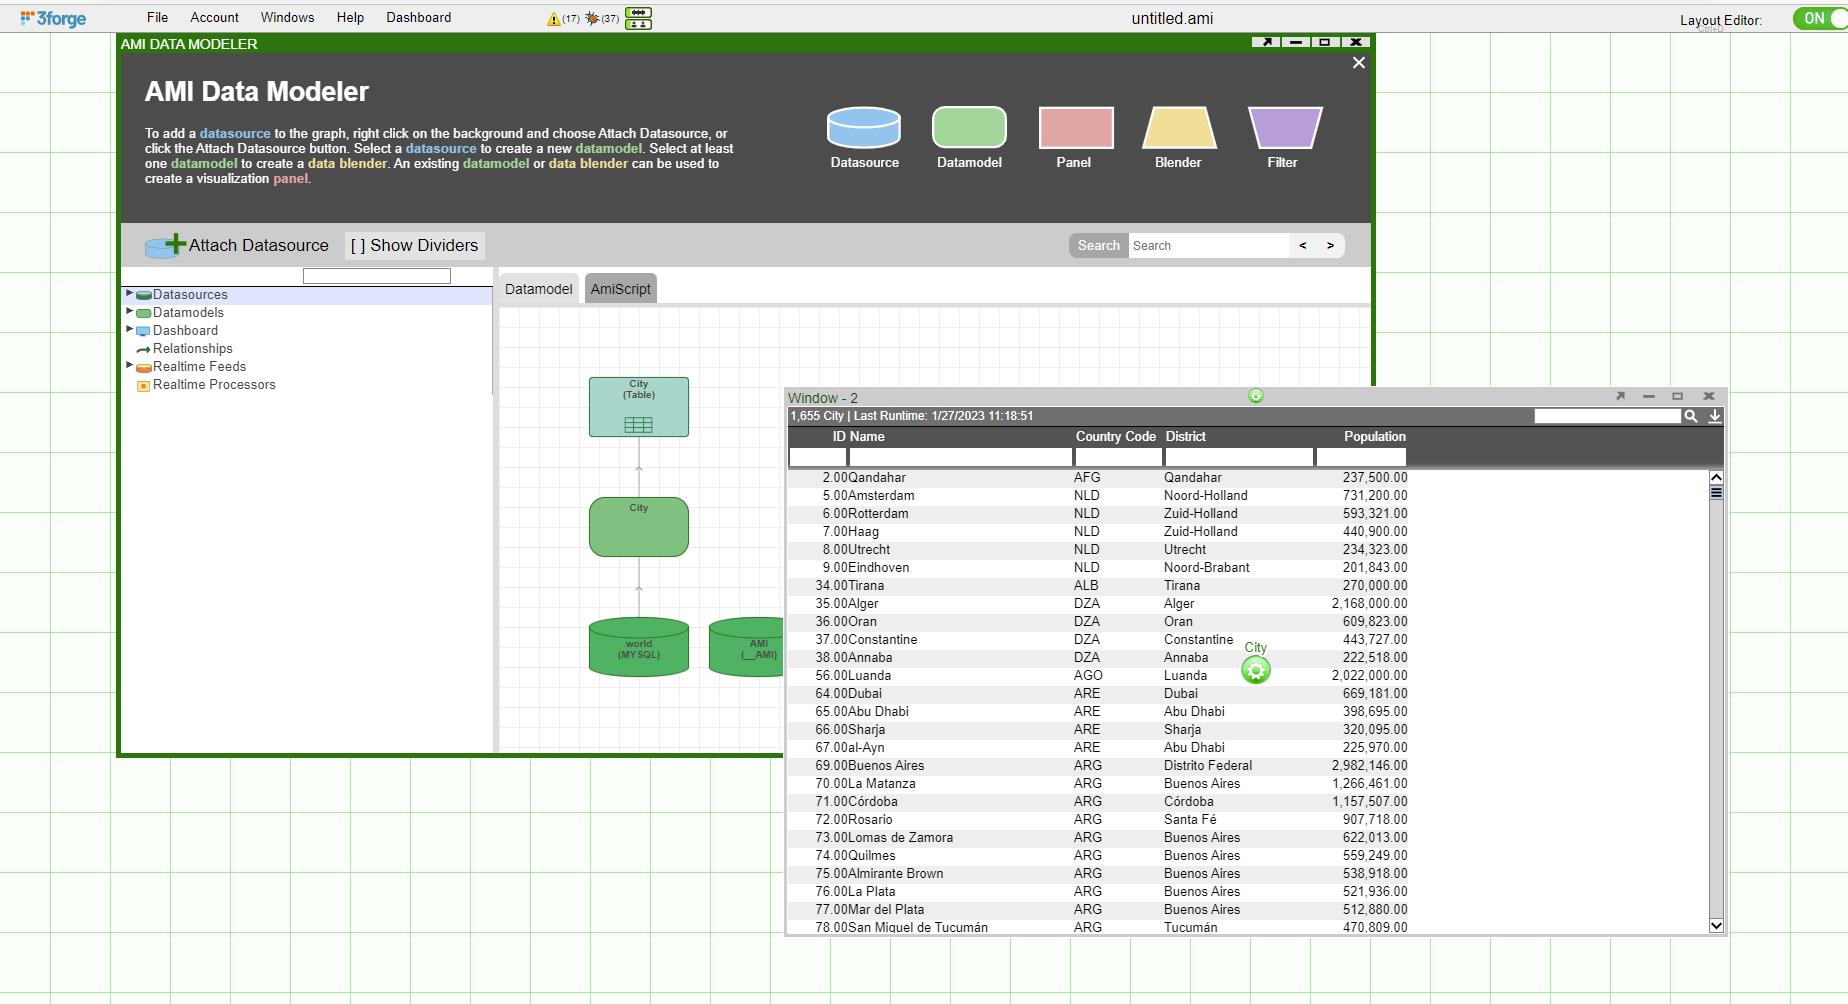 3forge File Account Windows Help Dashboard (17) (37) untitled.ami Layout Editor: ON
Ctrl+D
AMI DATA MODELER
AMI Data Modeler
To add a datasource to the graph, right click on the background and choose Attach Datasource, or
click the Attach Datasource button. Select a datasource to create a new datamodel. Select at least
one datamodel to create a data blender. An existing datamodel or data blender can be used to
create a visualization panel.
Datasource Datamodel Panel Blender Filter
Attach Datasource [ ] Show Dividers Search Search < >
Datasources
Datamodels
Dashboard
Relationships
Realtime Feeds
Realtime Processors
Datamodel AmiScript
City
(Table)
City
world
(MYSQL)
AMI
(__AMI)
Window - 2
1,655 City | Last Runtime: 1/27/2023 11:18:51
ID Name Country Code District Population
2.00 Qandahar AFG Qandahar 237,500.00
5.00 Amsterdam NLD Noord-Holland 731,200.00
6.00 Rotterdam NLD Zuid-Holland 593,321.00
7.00 Haag NLD Zuid-Holland 440,900.00
8.00 Utrecht NLD Utrecht 234,323.00
9.00 Eindhoven NLD Noord-Brabant 201,843.00
34.00 Tirana ALB Tirana 270,000.00
35.00 Alger DZA Alger 2,168,000.00
36.00 Oran DZA Oran 609,823.00
37.00 Constantine DZA Constantine 443,727.00
City
38.00 Annaba DZA Annaba 222,518.00
56.00 Luanda AGO Luanda 2,022,000.00
64.00 Dubai ARE Dubai 669,181.00
65.00 Abu Dhabi ARE Abu Dhabi 398,695.00
66.00 Sharja ARE Sharja 320,095.00
67.00 al-Ayn ARE Abu Dhabi 225,970.00
69.00 Buenos Aires ARG Distrito Federal 2,982,146.00
70.00 La Matanza ARG Buenos Aires 1,266,461.00
71.00 Córdoba ARG Córdoba 1,157,507.00
72.00 Rosario ARG Santa Fé 907,718.00
73.00 Lomas de Zamora ARG Buenos Aires 622,013.00
74.00 Quilmes ARG Buenos Aires 559,249.00
75.00 Almirante Brown ARG Buenos Aires 538,918.00
76.00 La Plata ARG Buenos Aires 521,936.00
77.00 Mar del Plata ARG Buenos Aires 512,880.00
78.00 San Miguel de Tucumán ARG Tucumán 470,809.00